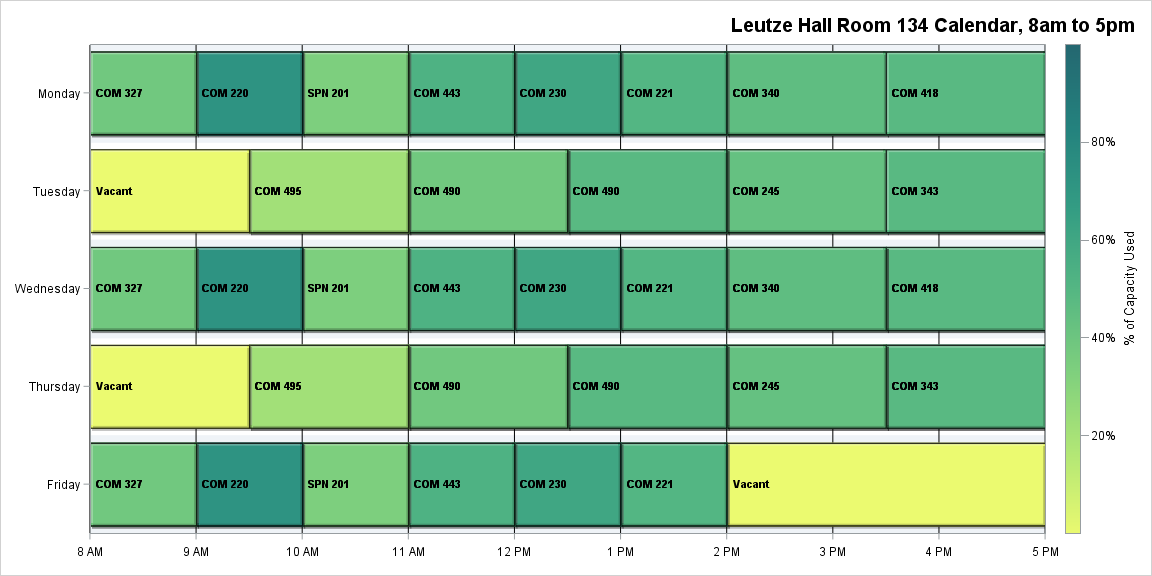 Leutze Hall Room 134 Calendar, 8am to 5pm
Monday
COM 327
COM 220
SPN 201
COM 443
COM 230
COM 221
COM 340
COM 418
Tuesday
Vacant
COM 495
COM 490
COM 490
COM 245
COM 343
Wednesday
COM 327
COM 220
SPN 201
COM 443
COM 230
COM 221
COM 340
COM 418
Thursday
Vacant
COM 495
COM 490
COM 490
COM 245
COM 343
Friday
COM 327
COM 220
SPN 201
COM 443
COM 230
COM 221
Vacant
8 AM
9 AM
10 AM
11 AM
12 PM
1 PM
2 PM
3 PM
4 PM
5 PM
80%
60%
40%
20%
% of Capacity Used